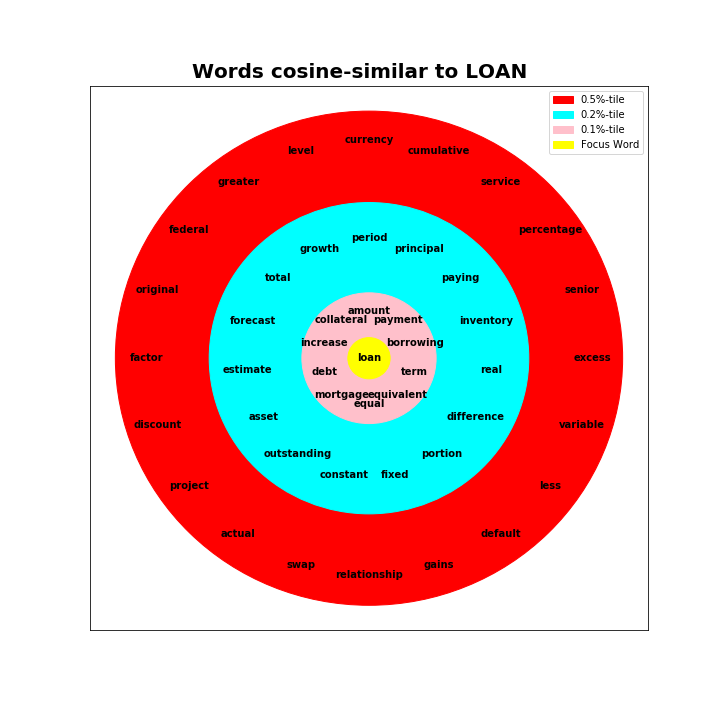 Words cosine-similar to LOAN
0.5%-tile
0.2%-tile
0.1%-tile
Focus Word
currency
level
cumulative
greater
service
federal
percentage
original
senior
factor
excess
discount
variable
project
less
actual
default
swap
gains
relationship
period
growth
principal
total
paying
forecast
inventory
estimate
real
asset
difference
outstanding
portion
constant
fixed
amount
collateral
payment
increase
borrowing
debt
term
mortgage
equivalent
equal
loan